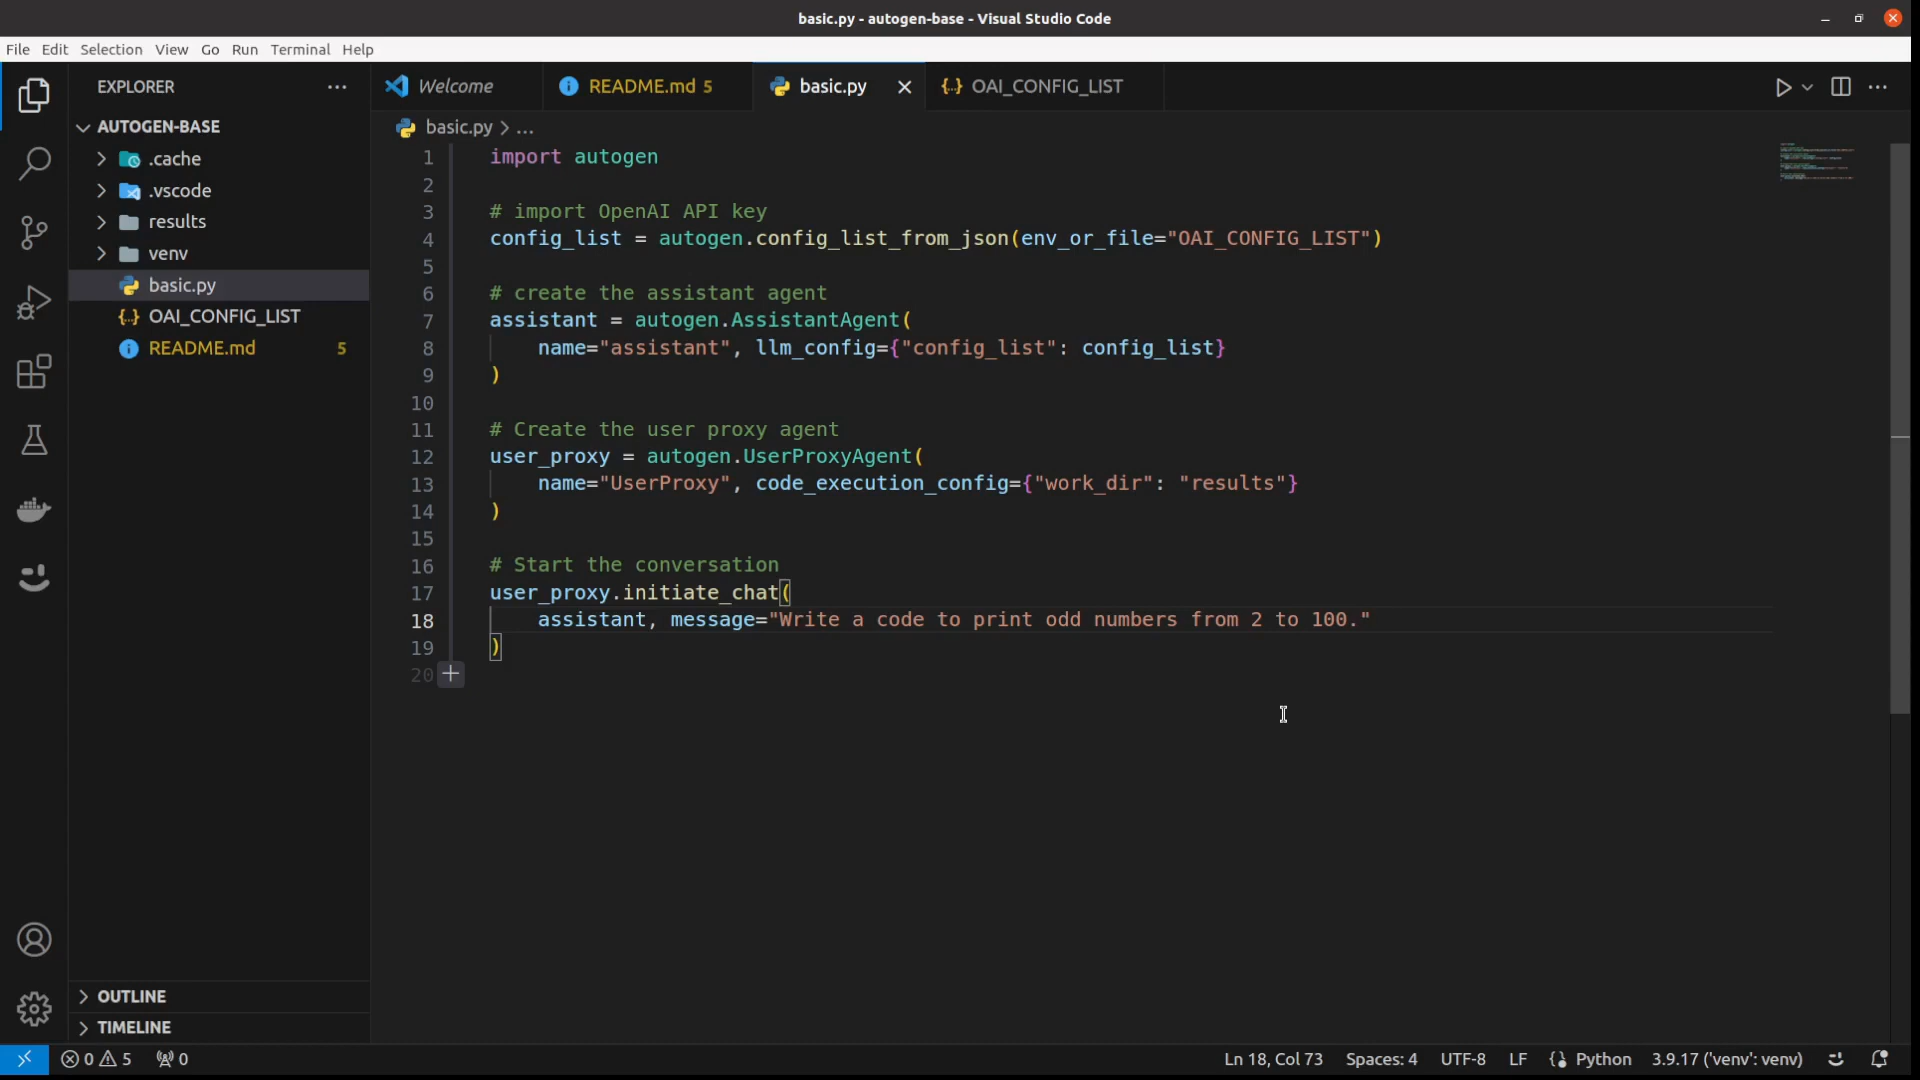 basic.py - autogen-base - Visual Studio Code
File Edit Selection View Go Run Terminal Help
EXPLORER
Welcome
README.md 5
basic.py
OAI_CONFIG_LIST
AUTOGEN-BASE
.cache
.vscode
results
venv
basic.py
OAI_CONFIG_LIST
README.md 5
basic.py > ...
1 import autogen
2
3 # import OpenAI API key
4 config_list = autogen.config_list_from_json(env_or_file="OAI_CONFIG_LIST")
5
6 # create the assistant agent
7 assistant = autogen.AssistantAgent(
8 name="assistant", llm_config={"config_list": config_list}
9 )
10
11 # Create the user proxy agent
12 user_proxy = autogen.UserProxyAgent(
13 name="UserProxy", code_execution_config={"work_dir": "results"}
14 )
15
16 # Start the conversation
17 user_proxy.initiate_chat(
18 assistant, message="Write a code to print odd numbers from 2 to 100."
19 )
20
OUTLINE
TIMELINE
0 5 0 Ln 18, Col 73 Spaces: 4 UTF-8 LF Python 3.9.17 ('venv': venv)